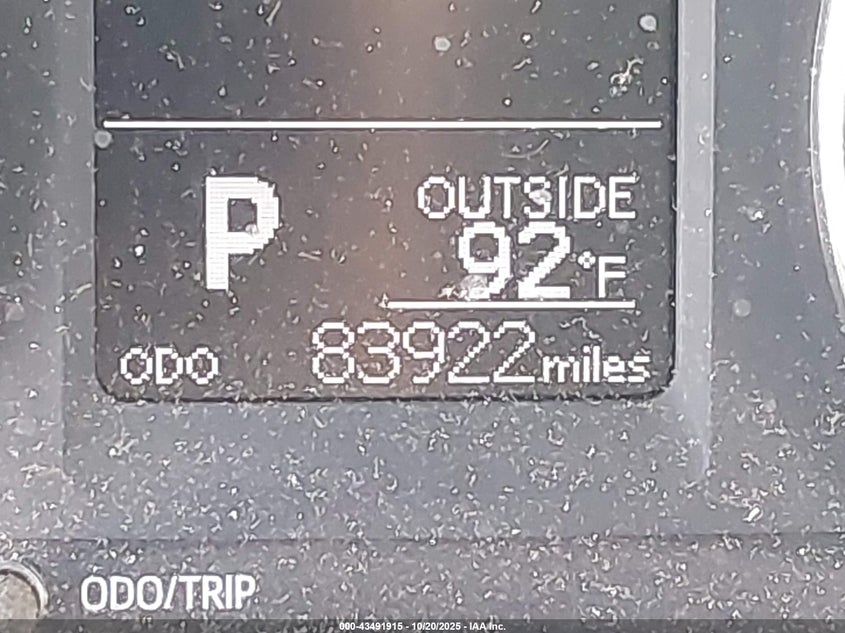 P
OUTSIDE
92°F
ODO 83922 miles
ODO/TRIP
000-43491915 - 10/20/2025 - IAA Inc.